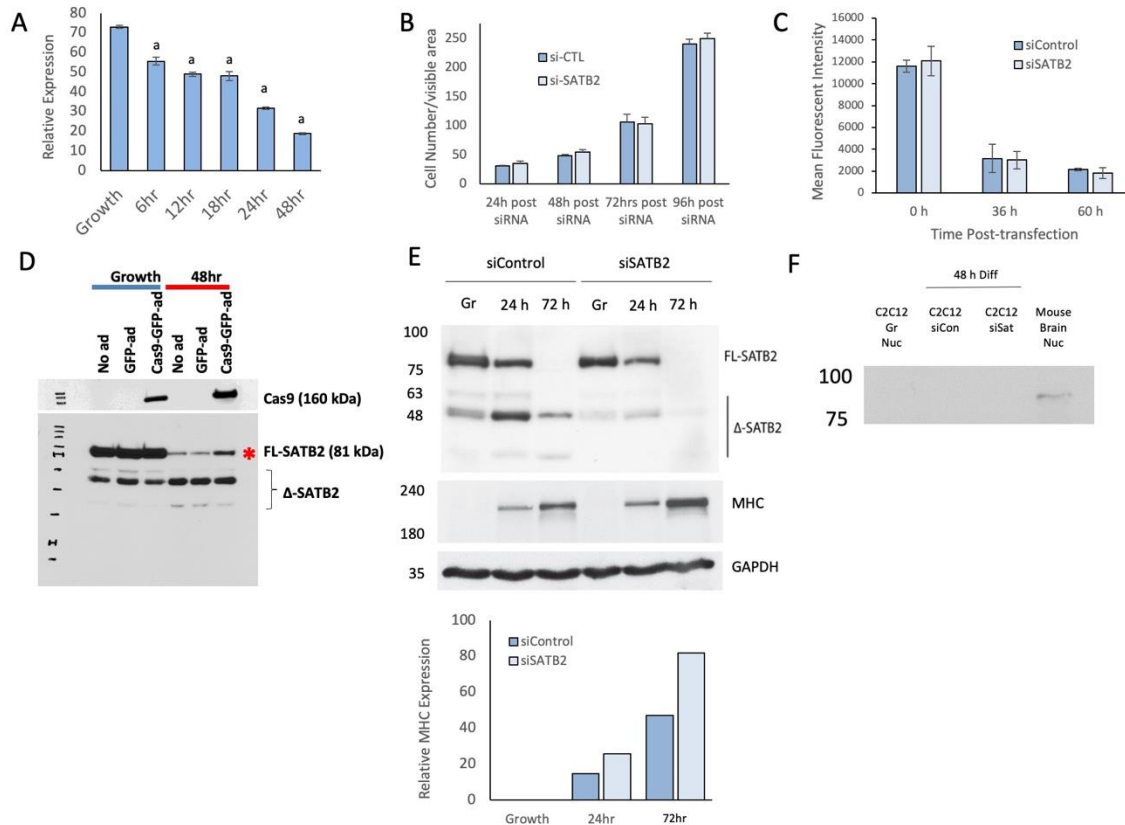 A
Relative Expression
80
70
60
50
40
30
20
10
0
a
a
a
a
a
Growth
6hr
12hr
18hr
24hr
48hr
B
Cell Number/visible area
250
200
150
100
50
0
si-CTL
si-SATB2
24h post siRNA
48h post siRNA
72hrs post siRNA
96h post siRNA
C
Mean Fluorescent Intensity
16000
14000
12000
10000
8000
6000
4000
2000
0
siControl
siSATB2
0 h
36 h
60 h
Time Post-transfection
D
Growth
48hr
No ad
GFP-ad
Cas9-GFP-ad
No ad
GFP-ad
Cas9-GFP-ad
Cas9 (160 kDa)
FL-SATB2 (81 kDa) *
Δ-SATB2
E
siControl
siSATB2
Gr
24 h
72 h
Gr
24 h
72 h
100
75
63
48
FL-SATB2
Δ-SATB2
240
180
MHC
35
GAPDH
Relative MHC Expression
100
80
60
40
20
0
siControl
siSATB2
Growth
24hr
72hr
F
48 h Diff
C2C12
Gr
Nuc
C2C12
siCon
C2C12
siSat
Mouse
Brain
Nuc
100
75